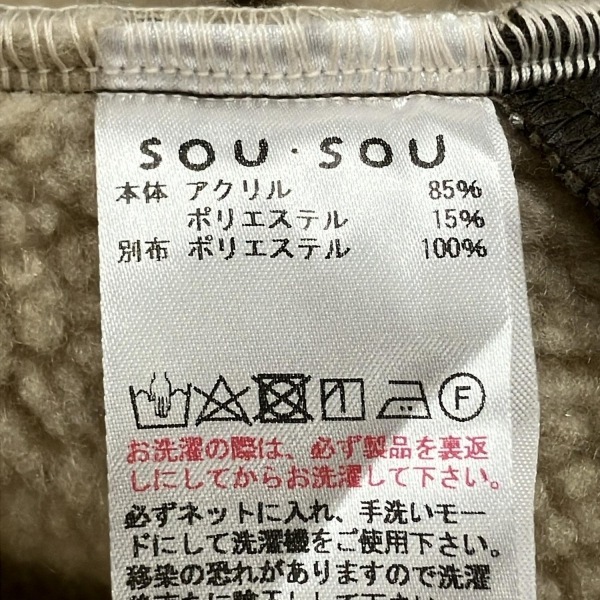 SOU・SOU
本体 アクリル 85%
ポリエステル 15%
別布 ポリエステル 100%
F
お洗濯の際は、必ず製品を裏返
しにしてからお洗濯して下さい。
必ずネットに入れ、手洗いモー
ドにして洗濯機をご使用下さい。
移染の恐れがありますので洗濯